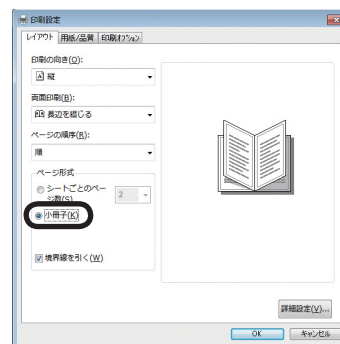 印刷設定
レイアウト 用紙/品質 印刷オプション
印刷の向き(O):
縦
両面印刷(B):
長辺を綴じる
ページの順序(R):
順
ページ形式
シートごとのペー
ジ数(S)
2
小冊子(K)
境界線を引く(W)
詳細設定(V)...
OK キャンセル